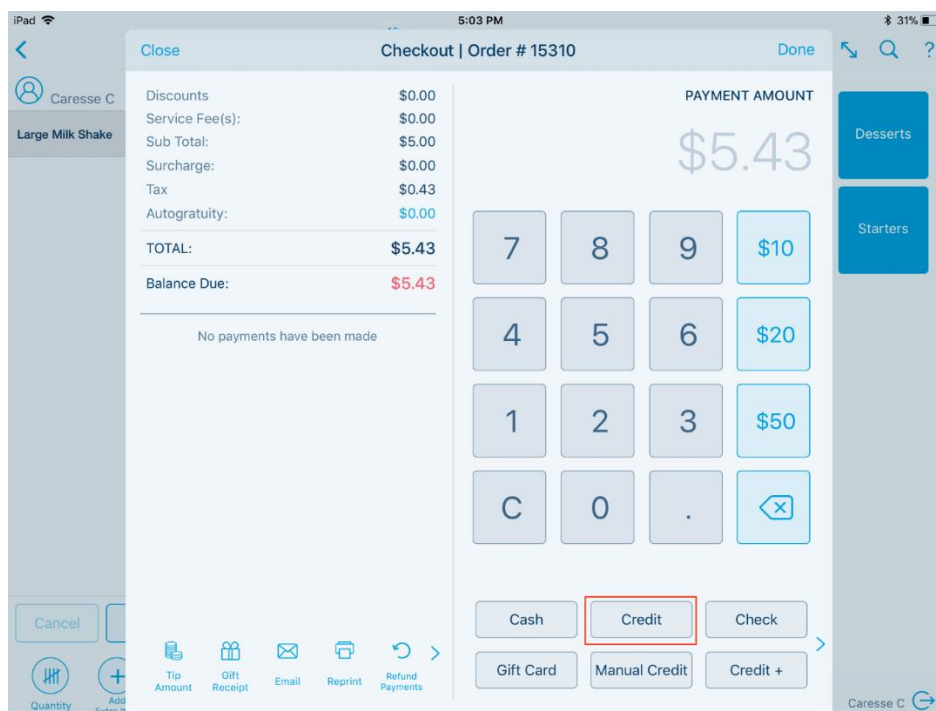 iPad
5:03 PM
31%
Close
Checkout | Order # 15310
Done
?
Caresse C
Large Milk Shake
Discounts $0.00
Service Fee(s): $0.00
Sub Total: $5.00
Surcharge: $0.00
Tax $0.43
Autogratuity: $0.00
TOTAL: $5.43
Balance Due: $5.43
No payments have been made
PAYMENT AMOUNT
$5.43
7 8 9 $10
4 5 6 $20
1 2 3 $50
C 0 .
Cash Credit Check
Gift Card Manual Credit Credit +
Desserts
Starters
Cancel
Tip Amount
Gift Receipt
Email
Reprint
Refund Payments
Quantity
Add
Caresse C